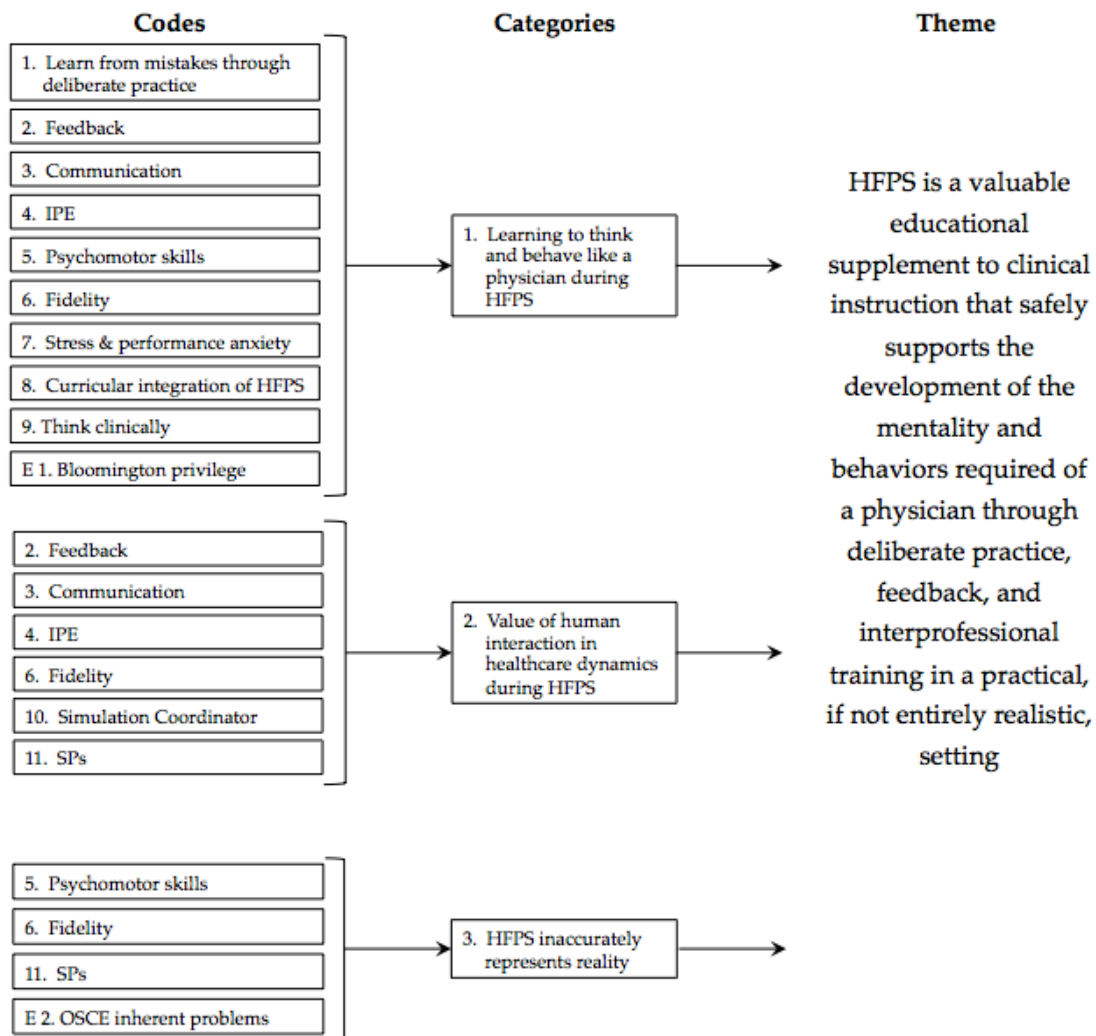 Codes
Categories
Theme
1. Learn from mistakes through
deliberate practice
2. Feedback
3. Communication
4. IPE
5. Psychomotor skills
6. Fidelity
7. Stress & performance anxiety
8. Curricular integration of HFPS
9. Think clinically
E 1. Bloomington privilege
1. Learning to think
and behave like a
physician during
HFPS
2. Feedback
3. Communication
4. IPE
6. Fidelity
10. Simulation Coordinator
11. SPs
2. Value of human
interaction in
healthcare dynamics
during HFPS
5. Psychomotor skills
6. Fidelity
11. SPs
E 2. OSCE inherent problems
3. HFPS inaccurately
represents reality
HFPS is a valuable
educational
supplement to clinical
instruction that safely
supports the
development of the
mentality and
behaviors required of
a physician through
deliberate practice,
feedback, and
interprofessional
training in a practical,
if not entirely realistic,
setting